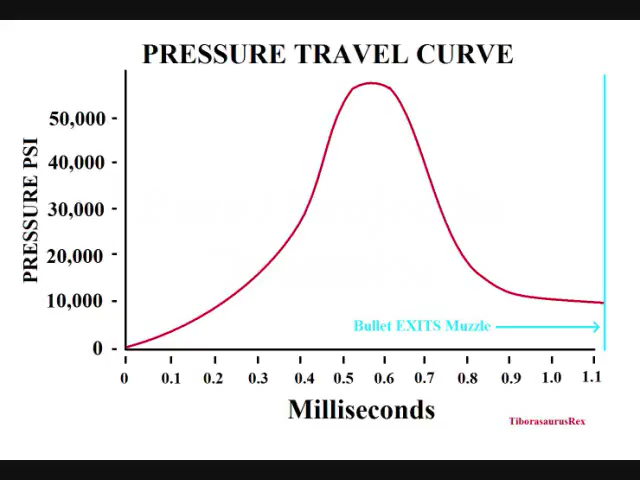 PRESSURE TRAVEL CURVE
PRESSURE PSI
50,000
40,000
30,000
20,000
10,000
0
Bullet EXITS Muzzle
0 0.1 0.2 0.3 0.4 0.5 0.6 0.7 0.8 0.9 1.0 1.1
Milliseconds
TiborasaurusRex